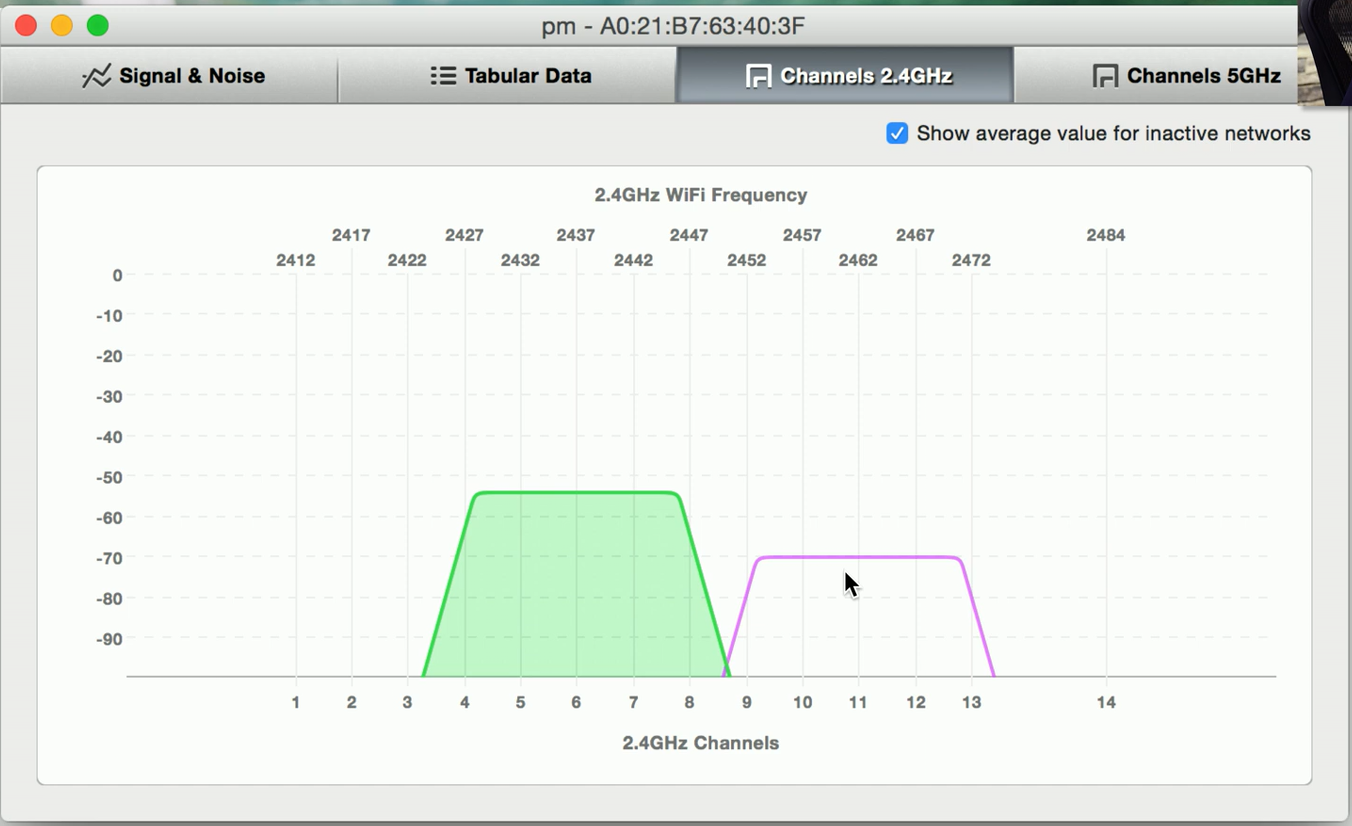 pm - A0:21:B7:63:40:3F
Signal & Noise
Tabular Data
Channels 2.4GHz
Channels 5GHz
Show average value for inactive networks
2.4GHz WiFi Frequency
2417 2427 2437 2447 2457 2467 2484
2412 2422 2432 2442 2452 2462 2472
0
-10
-20
-30
-40
-50
-60
-70
-80
-90
1 2 3 4 5 6 7 8 9 10 11 12 13 14
2.4GHz Channels